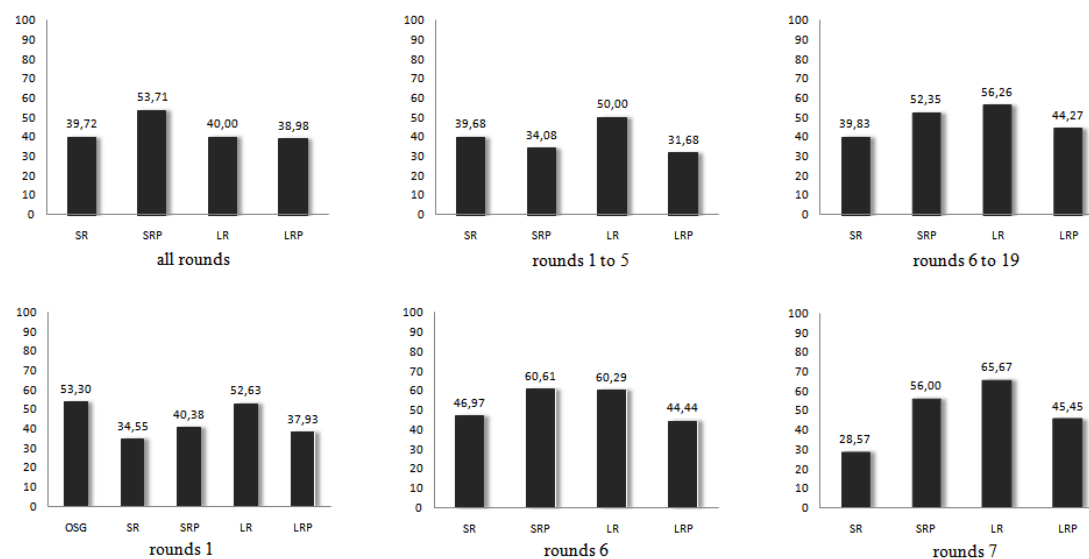 100
90
80
70
60
50
40
30
20
10
0
39,72
53,71
40,00
38,98
SR
SRP
LR
LRP
all rounds
100
90
80
70
60
50
40
30
20
10
0
39,68
34,08
50,00
31,68
SR
SRP
LR
LRP
rounds 1 to 5
100
90
80
70
60
50
40
30
20
10
0
39,83
52,35
56,26
44,27
SR
SRP
LR
LRP
rounds 6 to 19
100
90
80
70
60
50
40
30
20
10
0
53,30
34,55
40,38
52,63
37,93
OSG
SR
SRP
LR
LRP
rounds 1
100
90
80
70
60
50
40
30
20
10
0
46,97
60,61
60,29
44,44
SR
SRP
LR
LRP
rounds 6
100
90
80
70
60
50
40
30
20
10
0
28,57
56,00
65,67
45,45
SR
SRP
LR
LRP
rounds 7